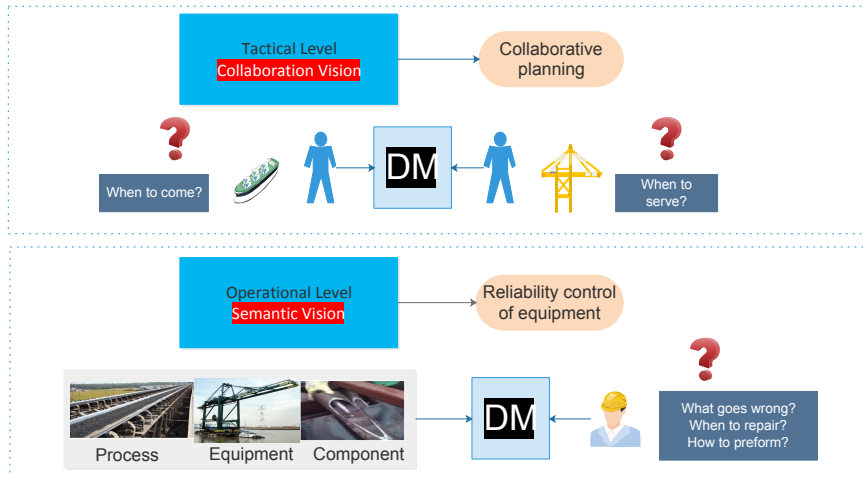 Tactical Level
Collaboration Vision
Collaborative
planning
When to come?
DM
When to
serve?
Operational Level
Semantic Vision
Reliability control
of equipment
DM
What goes wrong?
When to repair?
How to preform?
Process
Equipment
Component